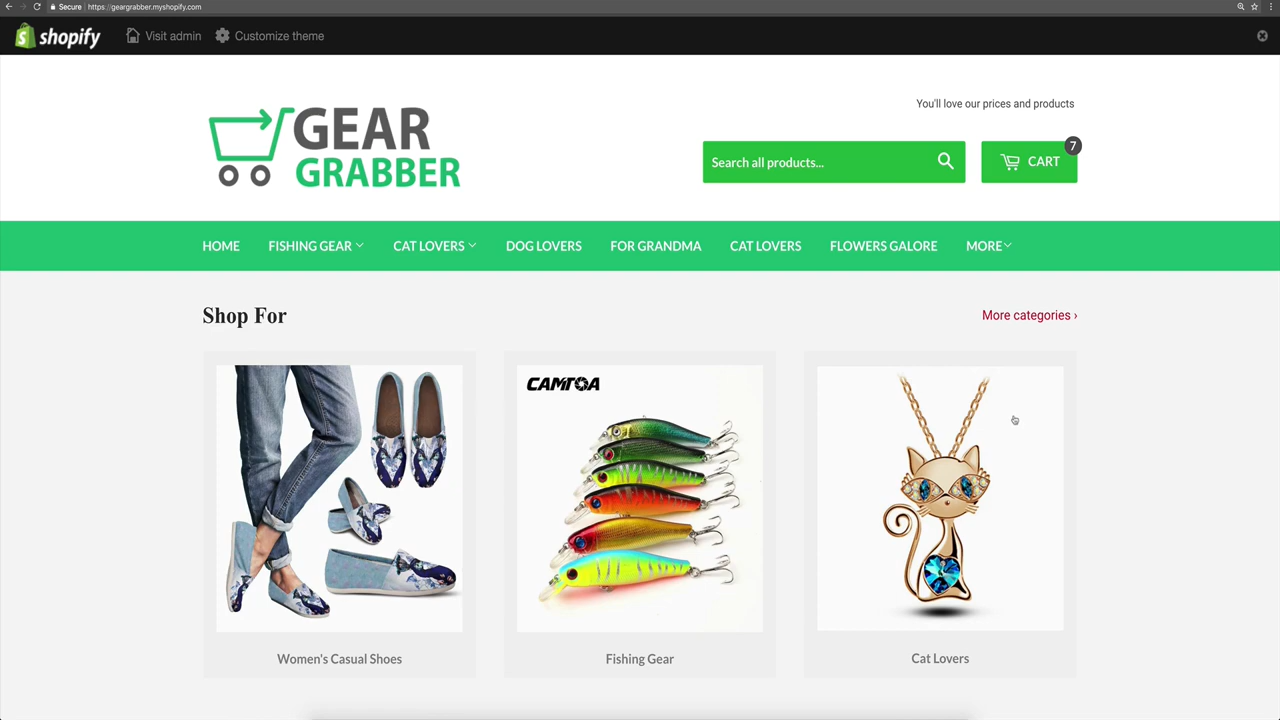 Secure https://geargrabber.myshopify.com
shopify Visit admin Customize theme
You'll love our prices and products
GEAR
GRABBER
Search all products...
CART
7
HOME FISHING GEAR CAT LOVERS DOG LOVERS FOR GRANDMA CAT LOVERS FLOWERS GALORE MORE
Shop For
More categories ›
CAMTOA
Women's Casual Shoes
Fishing Gear
Cat Lovers